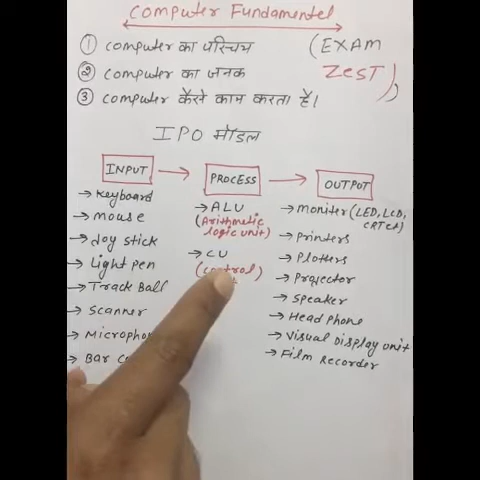 Computer Fundamentel
① Computer का परिचय
(EXAM ZEST)
② Computer का जनक
③ Computer कैसे काम करता है।
IPO मॉडल
INPUT → PROCESS → OUTPUT
→ Keyboard
→ Mouse
→ Joy stick
→ Light pen
→ Track Ball
→ Scanner
→ Bar
→ ALU
(Arithmetic
logic unit)
→ CU
(Control
→ Moniter (LED, LCD,
→ Printers
→ Plotters
→ Projector
→ Speaker
→ Head phone
→ Visual Display unit
→ Film Recorder